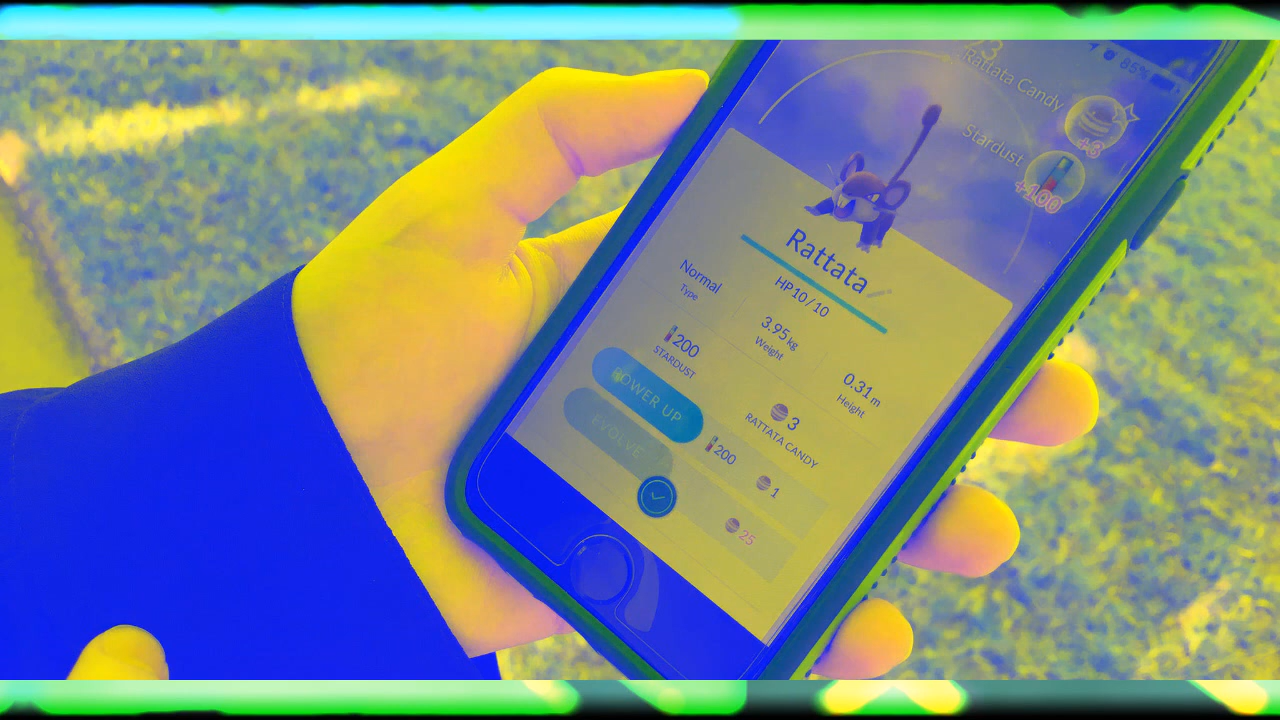 85%
Rattata Candy
+3
Stardust
+100
Rattata
HP10 / 10
Normal
Type
3.95 kg
Weight
0.31 m
Height
200
STARDUST
3
RATTATA CANDY
POWER UP
200
1
EVOLVE
25